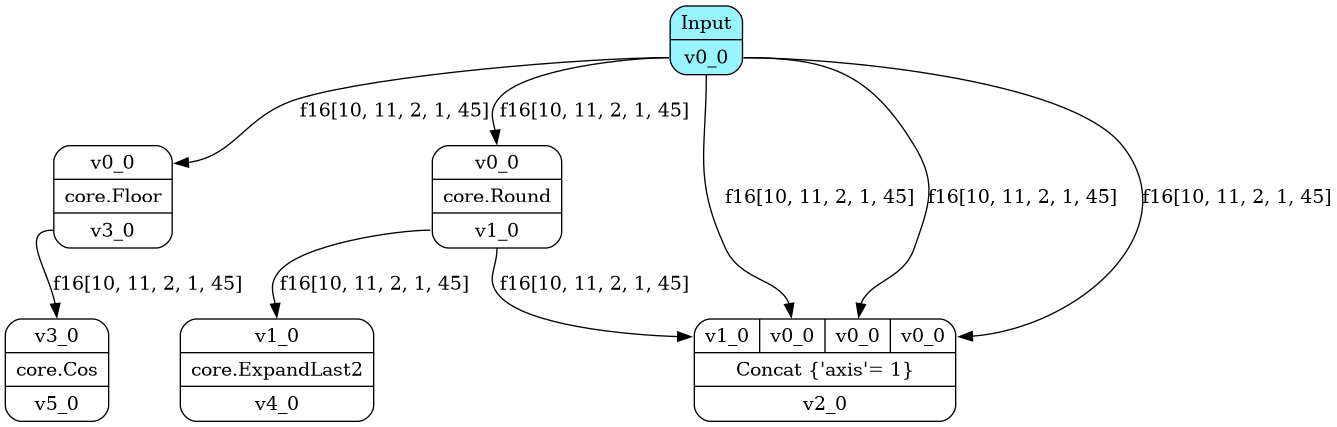 Input
v0_0
f16[10, 11, 2, 1, 45]
f16[10, 11, 2, 1, 45]
v0_0
core.Floor
v3_0
v0_0
core.Round
v1_0
f16[10, 11, 2, 1, 45]
f16[10, 11, 2, 1, 45]
f16[10, 11, 2, 1, 45]
f16[10, 11, 2, 1, 45]
f16[10, 11, 2, 1, 45]
f16[10, 11, 2, 1, 45]
v3_0
core.Cos
v5_0
v1_0
core.ExpandLast2
v4_0
v1_0 v0_0 v0_0 v0_0
Concat {'axis'= 1}
v2_0